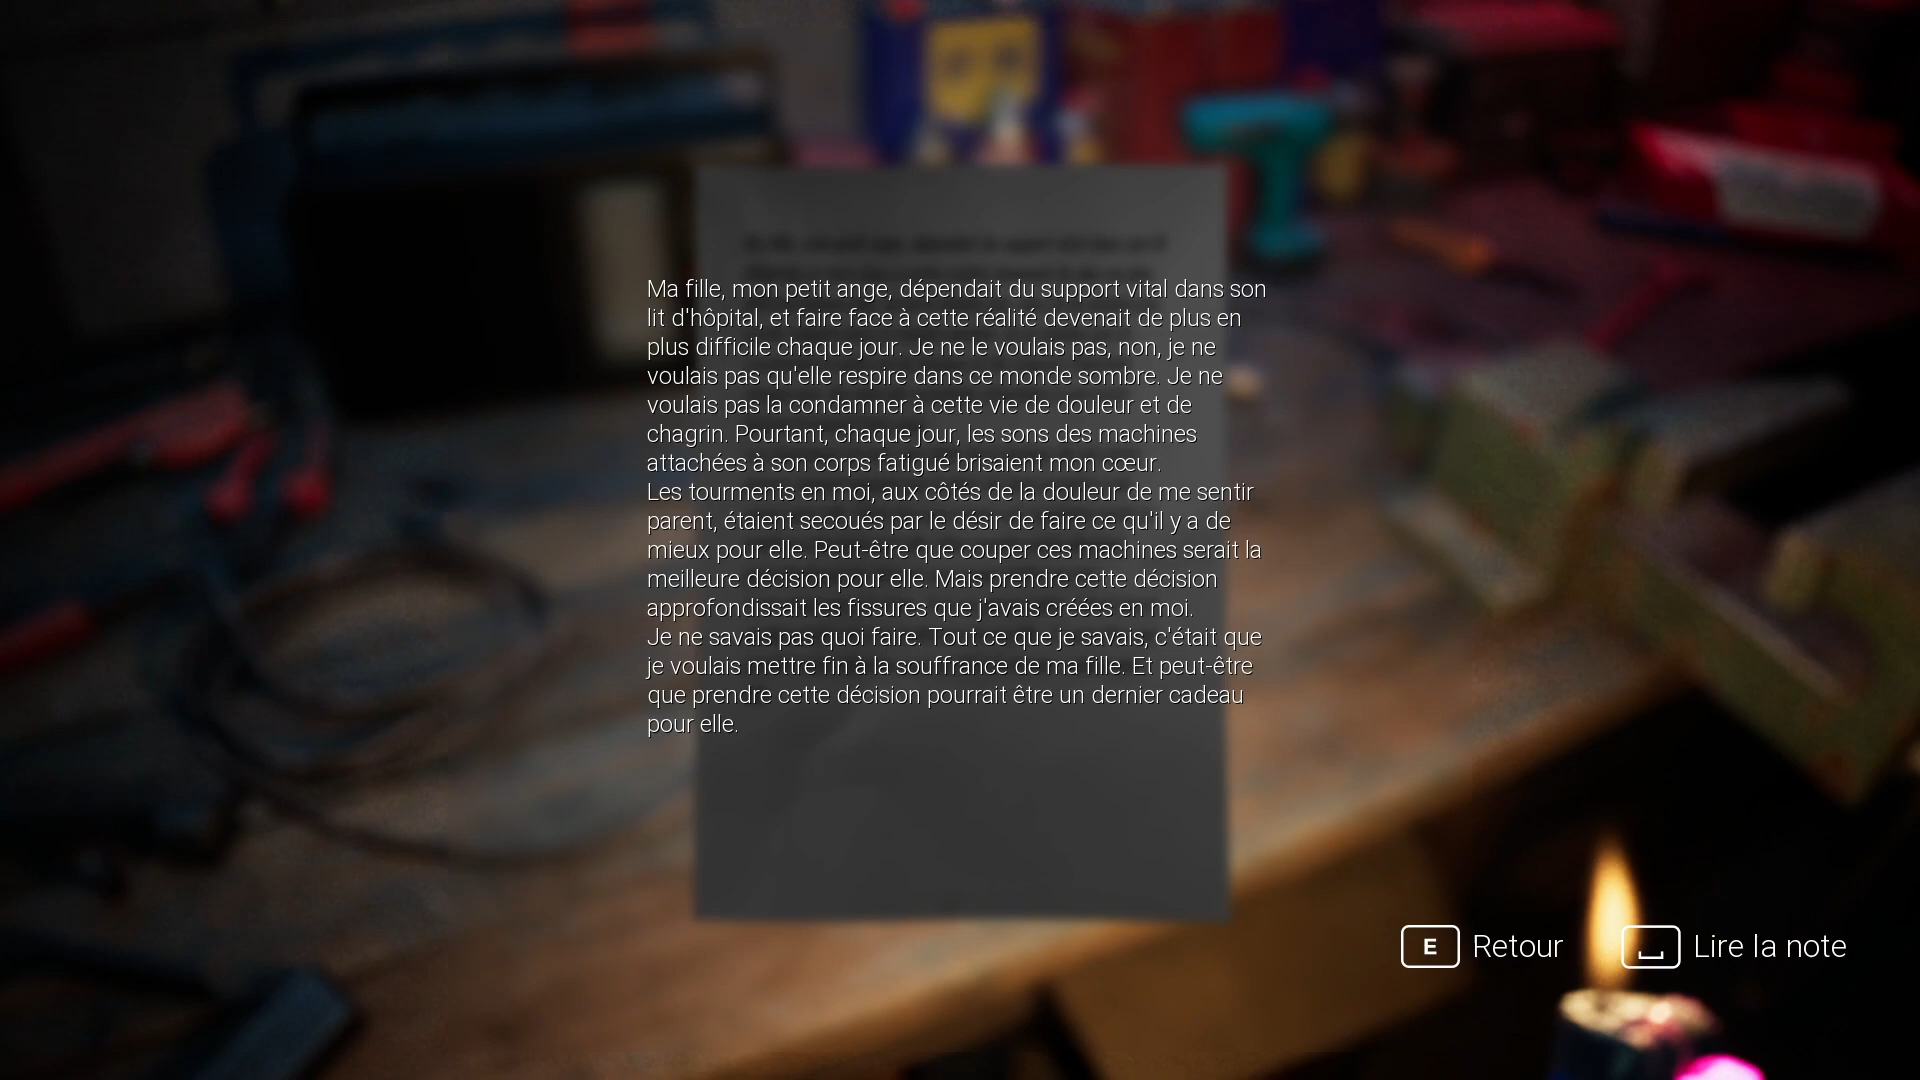 Ma fille, mon petit ange, dépendait du support vital dans son
lit d'hôpital, et faire face à cette réalité devenait de plus en
plus difficile chaque jour. Je ne le voulais pas, non, je ne
voulais pas qu'elle respire dans ce monde sombre. Je ne
voulais pas la condamner à cette vie de douleur et de
chagrin. Pourtant, chaque jour, les sons des machines
attachées à son corps fatigué brisaient mon cœur.
Les tourments en moi, aux côtés de la douleur de me sentir
parent, étaient secoués par le désir de faire ce qu'il y a de
mieux pour elle. Peut-être que couper ces machines serait la
meilleure décision pour elle. Mais prendre cette décision
approfondissait les fissures que j'avais créées en moi.
Je ne savais pas quoi faire. Tout ce que je savais, c'était que
je voulais mettre fin à la souffrance de ma fille. Et peut-être
que prendre cette décision pourrait être un dernier cadeau
pour elle.
E Retour
Lire la note